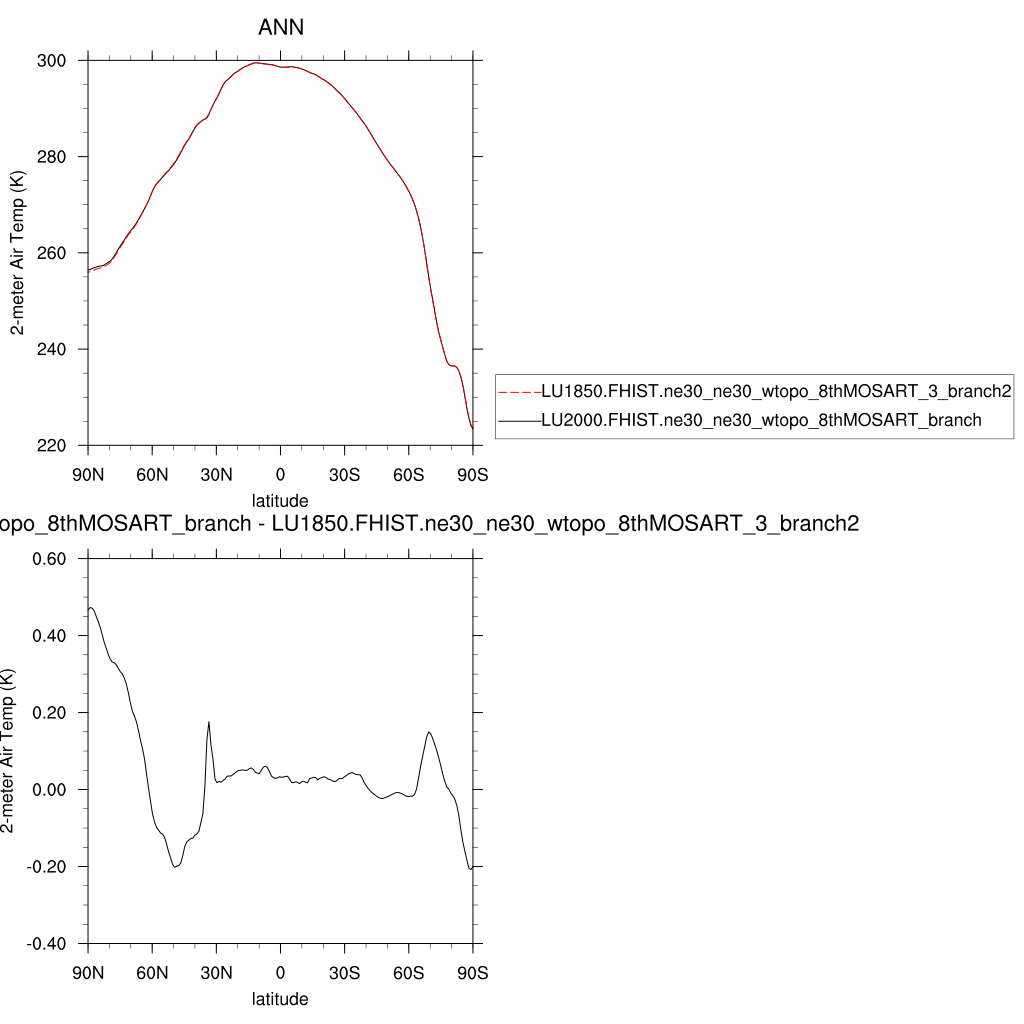 ANN
300
280
260
240
220
2-meter Air Temp (K)
90N 60N 30N 0 30S 60S 90S
latitude
LU1850.FHIST.ne30_ne30_wtopo_8thMOSART_3_branch2
LU2000.FHIST.ne30_ne30_wtopo_8thMOSART_branch
opo_8thMOSART_branch - LU1850.FHIST.ne30_ne30_wtopo_8thMOSART_3_branch2
0.60
0.40
0.20
0.00
-0.20
-0.40
2-meter Air Temp (K)
90N 60N 30N 0 30S 60S 90S
latitude